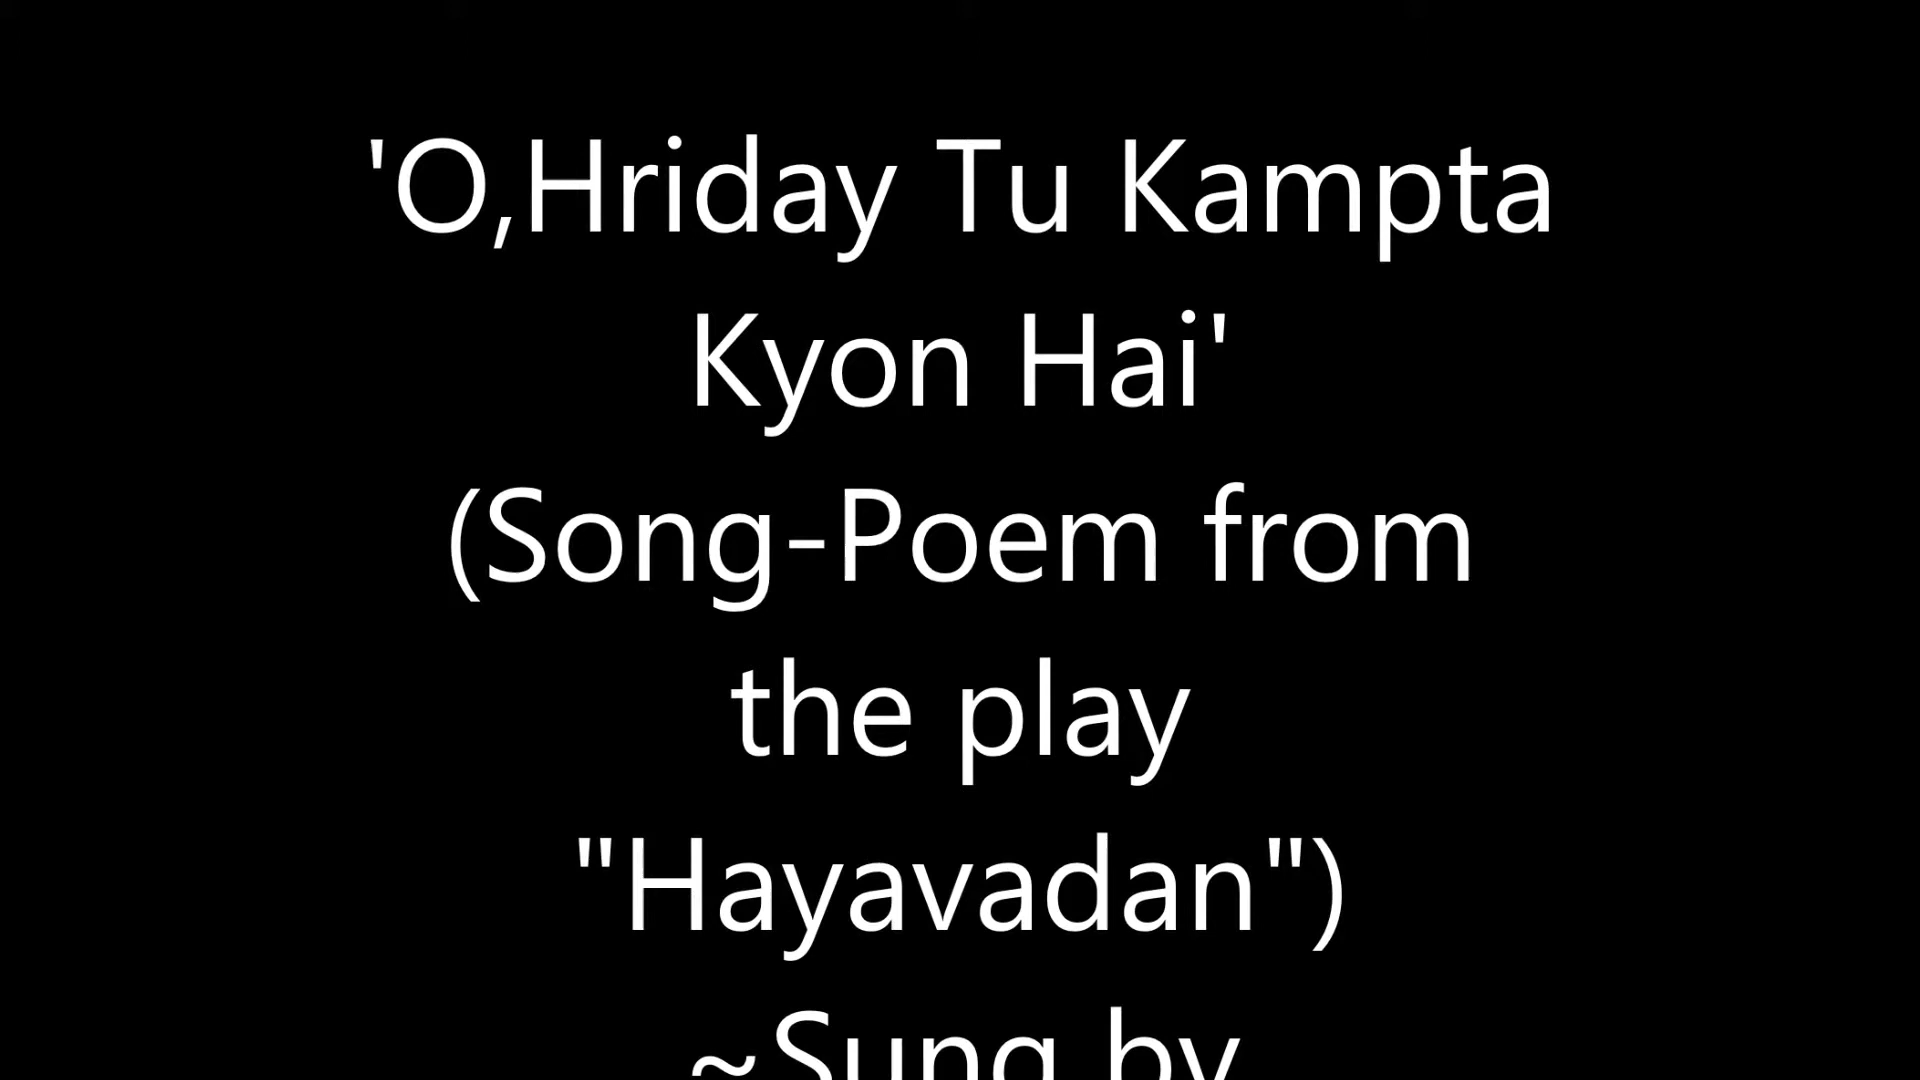 'O,Hriday Tu Kampta
Kyon Hai'
(Song-Poem from
the play
"Hayavadan")
~Sung by